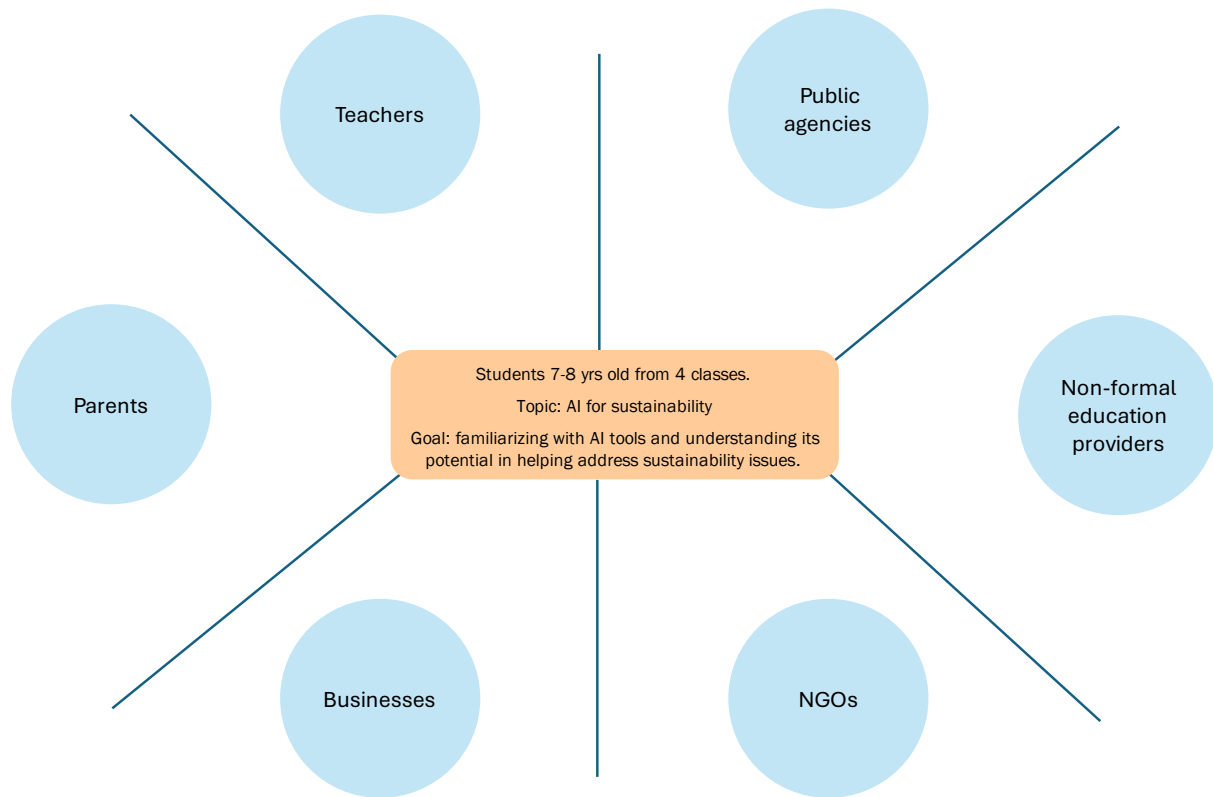 Teachers
Public
agencies
Parents
Students 7-8 yrs old from 4 classes.
Topic: AI for sustainability
Goal: familiarizing with AI tools and understanding its
potential in helping address sustainability issues.
Non-formal
education
providers
Businesses
NGOs